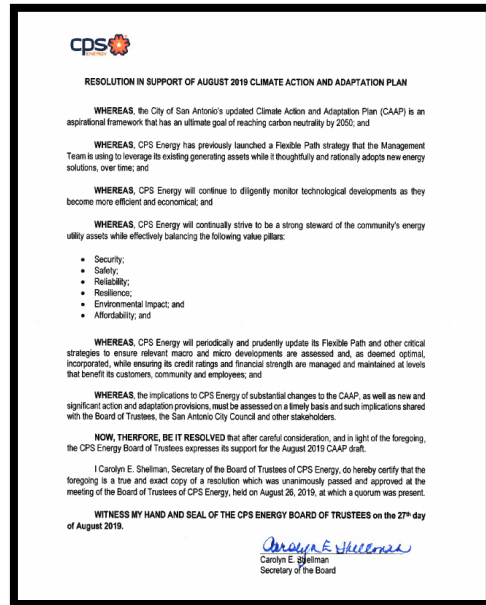 cps
ENERGY
RESOLUTION IN SUPPORT OF AUGUST 2019 CLIMATE ACTION AND ADAPTATION PLAN
WHEREAS, the City of San Antonio's updated Climate Action and Adaptation Plan (CAAP) is an
aspirational framework that has an ultimate goal of reaching carbon neutrality by 2050; and
WHEREAS, CPS Energy has previously launched a Flexible Path strategy that the Management
Team is using to leverage its existing generating assets while it thoughtfully and rationally adopts new energy
solutions, over time; and
WHEREAS, CPS Energy will continue to diligently monitor technological developments as they
become more efficient and economical; and
WHEREAS, CPS Energy will continually strive to be a strong steward of the community's energy
utility assets while effectively balancing the following value pillars:
• Security;
• Safety;
• Reliability;
• Resilience;
• Environmental Impact; and
• Affordability; and
WHEREAS, CPS Energy will periodically and prudently update its Flexible Path and other critical
strategies to ensure relevant macro and micro developments are assessed and, as deemed optimal,
incorporated, while ensuring its credit ratings and financial strength are managed and maintained at levels
that benefit its customers, community and employees; and
WHEREAS, the implications to CPS Energy of substantial changes to the CAAP, as well as new and
significant action and adaptation provisions, must be assessed on a timely basis and such implications shared
with the Board of Trustees, the San Antonio City Council and other stakeholders.
NOW, THERFORE, BE IT RESOLVED that after careful consideration, and in light of the foregoing,
the CPS Energy Board of Trustees expresses its support for the August 2019 CAAP draft.
I Carolyn E. Shellman, Secretary of the Board of Trustees of CPS Energy, do hereby certify that the
foregoing is a true and exact copy of a resolution which was unanimously passed and approved at the
meeting of the Board of Trustees of CPS Energy, held on August 26, 2019, at which a quorum was present.
WITNESS MY HAND AND SEAL OF THE CPS ENERGY BOARD OF TRUSTEES on the 27th day
of August 2019.
Carolyn E Shellman
Carolyn E. Shellman
Secretary of the Board